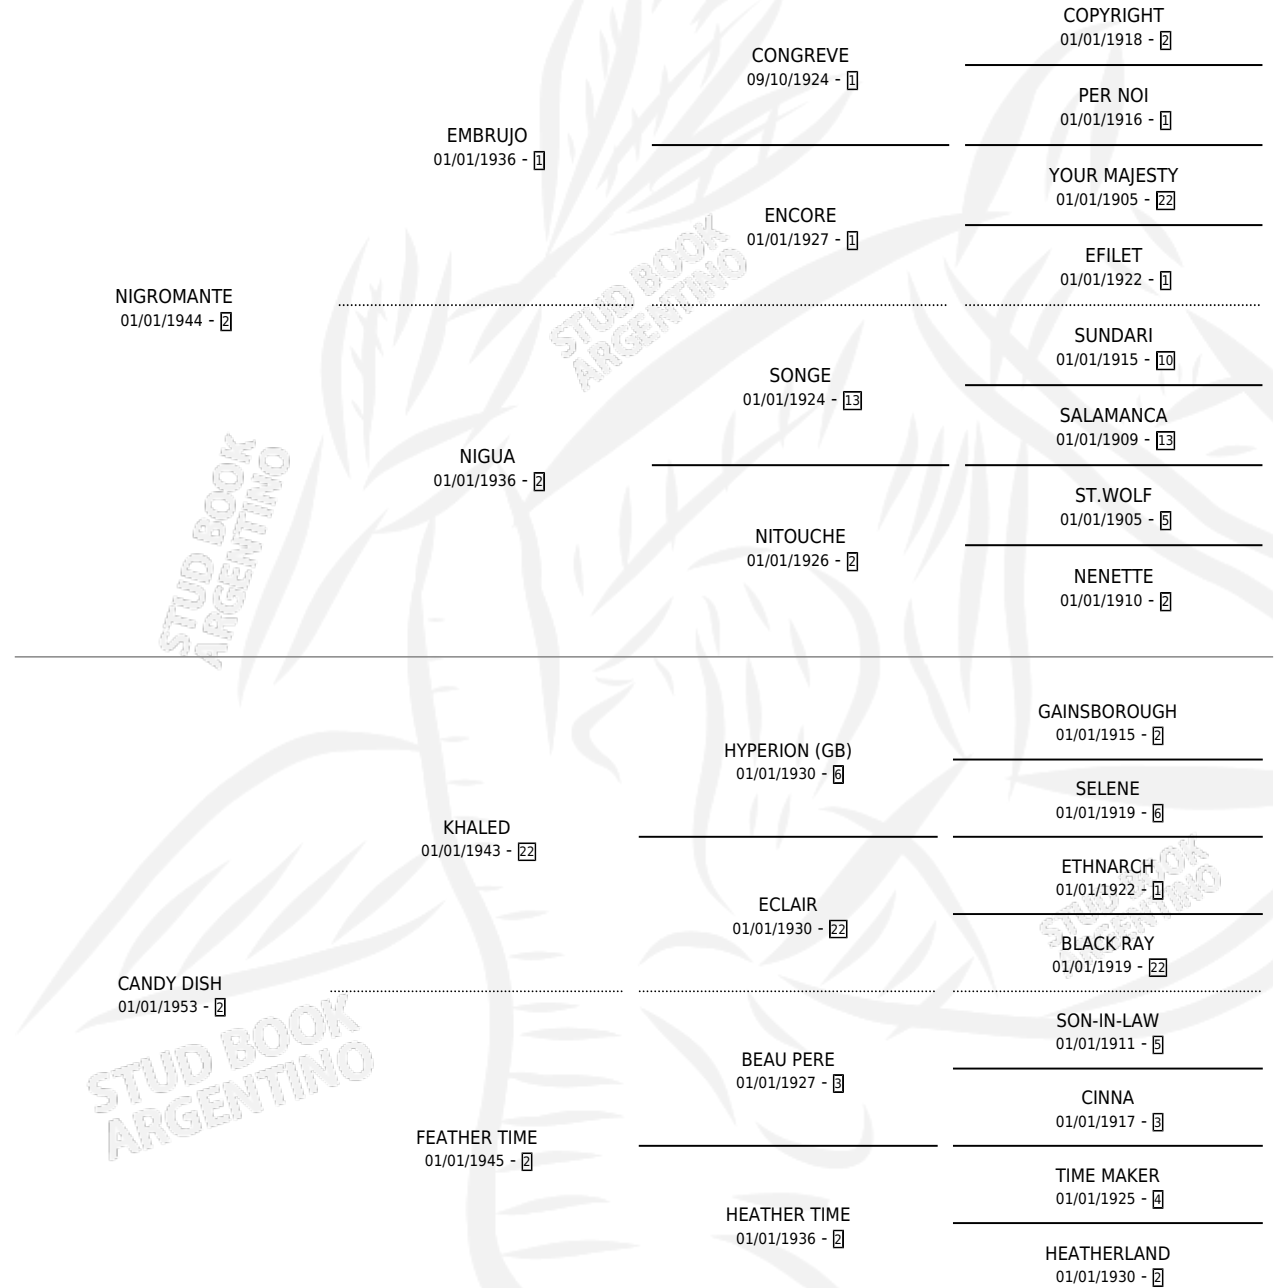 COPYRIGHT
01/01/1918 - 2
CONGREVE
09/10/1924 - 1
PER NOI
01/01/1916 - 1
EMBRUJO
01/01/1936 - 1
YOUR MAJESTY
01/01/1905 - 22
ENCORE
01/01/1927 - 1
EFILET
01/01/1922 - 1
NIGROMANTE
01/01/1944 - 2
SUNDARI
01/01/1915 - 10
SONGE
01/01/1924 - 13
SALAMANCA
01/01/1909 - 13
NIGUA
01/01/1936 - 2
ST.WOLF
01/01/1905 - 5
NITOUCHE
01/01/1926 - 2
NENETTE
01/01/1910 - 2
STUD BOOK
ARGENTINO
STUD BOOK
ARGENTINO
GAINSBOROUGH
01/01/1915 - 2
HYPERION (GB)
01/01/1930 - 6
SELENE
01/01/1919 - 6
KHALED
01/01/1943 - 22
ETHNARCH
01/01/1922 - 1
ECLAIR
01/01/1930 - 22
BLACK RAY
01/01/1919 - 22
STUD BOOK
ARGENTINO
CANDY DISH
01/01/1953 - 2
SON-IN-LAW
01/01/1911 - 5
BEAU PERE
01/01/1927 - 3
CINNA
01/01/1917 - 3
FEATHER TIME
01/01/1945 - 2
TIME MAKER
01/01/1925 - 4
HEATHER TIME
01/01/1936 - 2
HEATHERLAND
01/01/1930 - 2
STUD BOOK
ARGENTINO